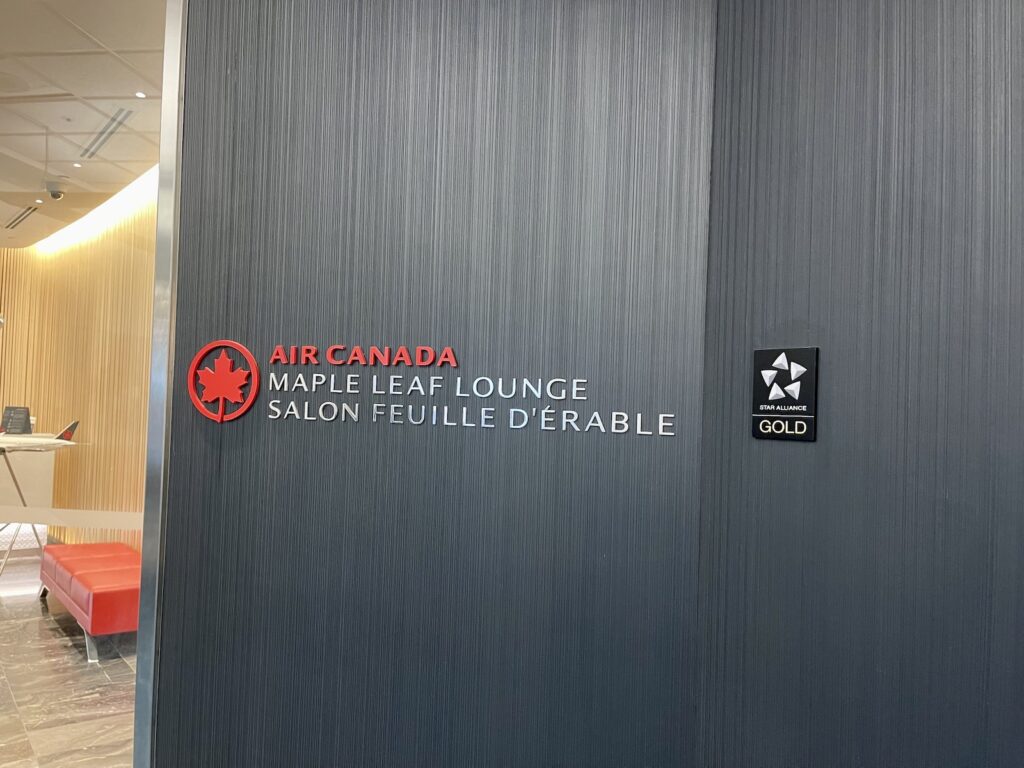 AIR CANADA
MAPLE LEAF LOUNGE
SALON FEUILLE D'ÉRABLE
STAR ALLIANCE
GOLD